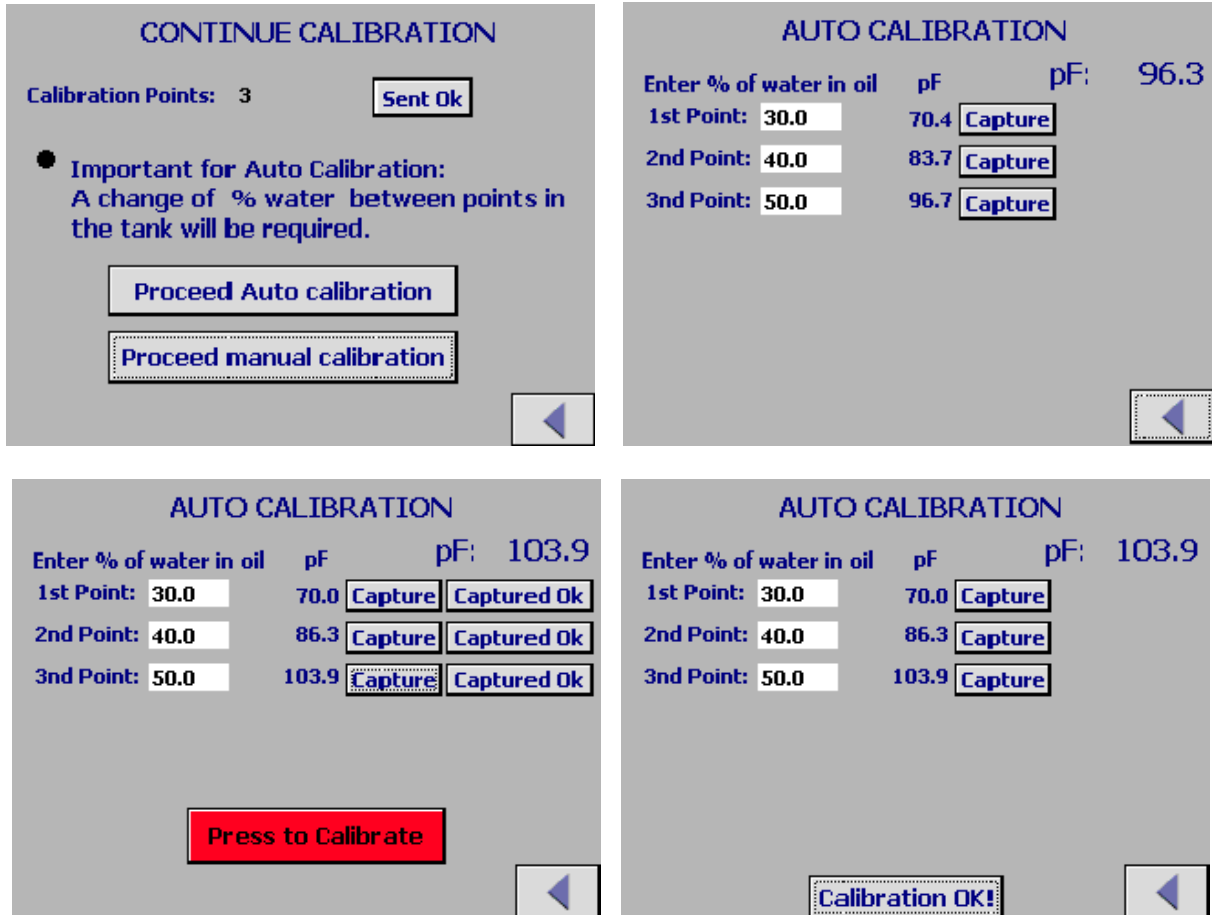 CONTINUE CALIBRATION
Calibration Points: 3 Sent Ok
Important for Auto Calibration:
A change of % water between points in
the tank will be required.
Proceed Auto calibration
Proceed manual calibration
AUTO CALIBRATION
Enter % of water in oil pF pF: 96.3
1st Point: 30.0 70.4 Capture
2nd Point: 40.0 83.7 Capture
3nd Point: 50.0 96.7 Capture
AUTO CALIBRATION
Enter % of water in oil pF pF: 103.9
1st Point: 30.0 70.0 Capture Captured Ok
2nd Point: 40.0 86.3 Capture Captured Ok
3nd Point: 50.0 103.9 Capture Captured Ok
Press to Calibrate
AUTO CALIBRATION
Enter % of water in oil pF pF: 103.9
1st Point: 30.0 70.0 Capture
2nd Point: 40.0 86.3 Capture
3nd Point: 50.0 103.9 Capture
Calibration OK!